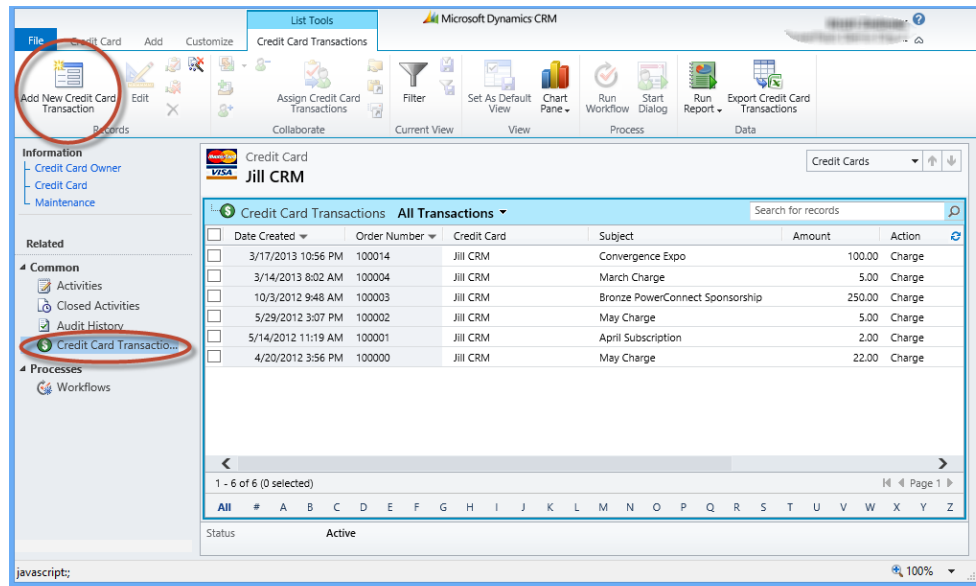 List Tools
Microsoft Dynamics CRM
File
Credit Card
Add
Customize
Credit Card Transactions
Add New Credit Card
Transaction
Edit
Records
Assign Credit Card
Transactions
Collaborate
Filter
Current View
Set As Default
View
Chart
Pane
View
Run
Workflow
Start
Dialog
Process
Run
Report
Export Credit Card
Transactions
Data
Information
Credit Card Owner
Credit Card
Maintenance
Related
Common
Activities
Closed Activities
Audit History
Credit Card Transactio...
Processes
Workflows
MasterCard
VISA
Credit Card
Jill CRM
Credit Cards
Credit Card Transactions All Transactions
Search for records
Date Created Order Number Credit Card Subject Amount Action
3/17/2013 10:56 PM 100014 Jill CRM Convergence Expo 100.00 Charge
3/14/2013 8:02 AM 100004 Jill CRM March Charge 5.00 Charge
10/3/2012 9:48 AM 100003 Jill CRM Bronze PowerConnect Sponsorship 250.00 Charge
5/29/2012 3:07 PM 100002 Jill CRM May Charge 5.00 Charge
5/14/2012 11:19 AM 100001 Jill CRM April Subscription 2.00 Charge
4/20/2012 3:56 PM 100000 Jill CRM May Charge 22.00 Charge
1 - 6 of 6 (0 selected)
Page 1
All # A B C D E F G H I J K L M N O P Q R S T U V W X Y Z
Status Active
javascript:;
100%